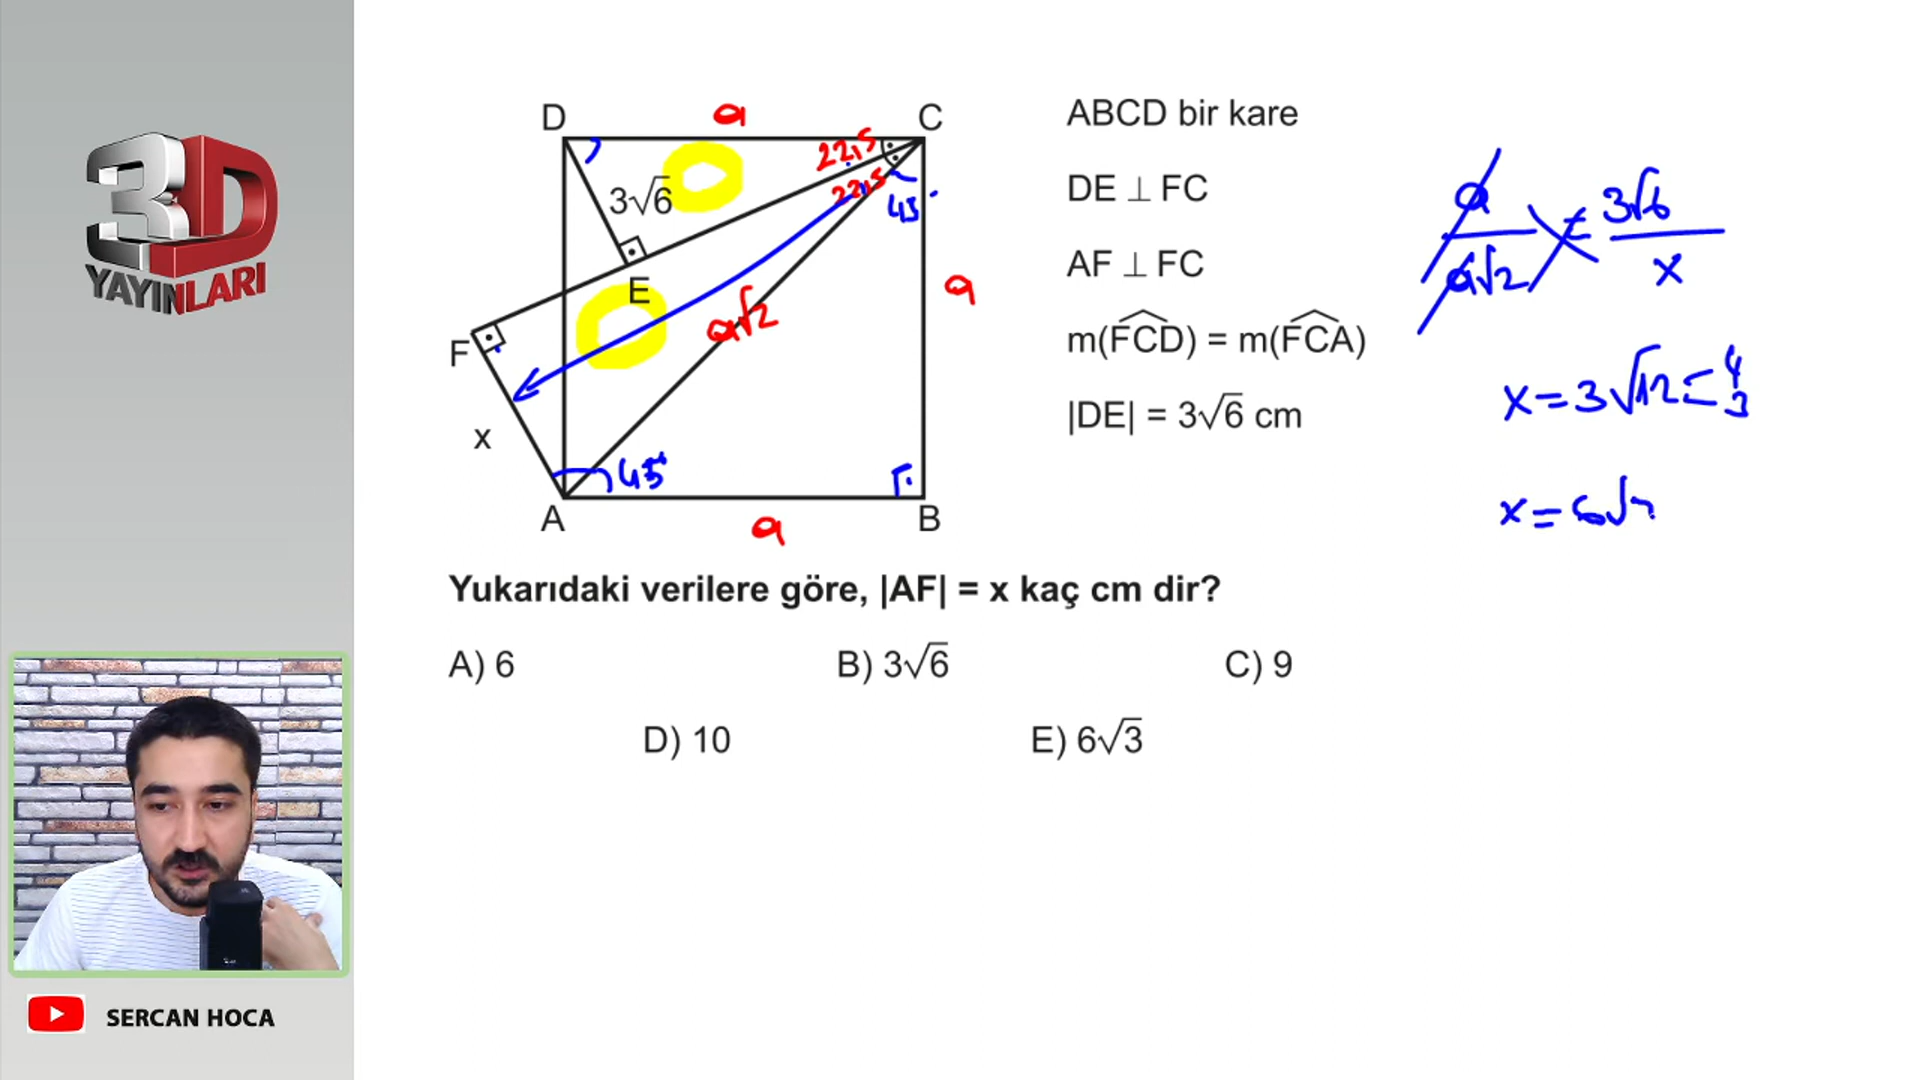 3D
YAYINLARI
D
a
C
22,5
22,5
3√6
45
E
a√2
a
F
x
45°
A
a
B
ABCD bir kare
DE ⊥ FC
AF ⊥ FC
m(FCD) = m(FCA)
|DE| = 3√6 cm
a/a√2 = 3√6/x
x = 3√12 4 3
x = 6√
Yukarıdaki verilere göre, |AF| = x kaç cm dir?
A) 6
B) 3√6
C) 9
D) 10
E) 6√3
SERCAN HOCA